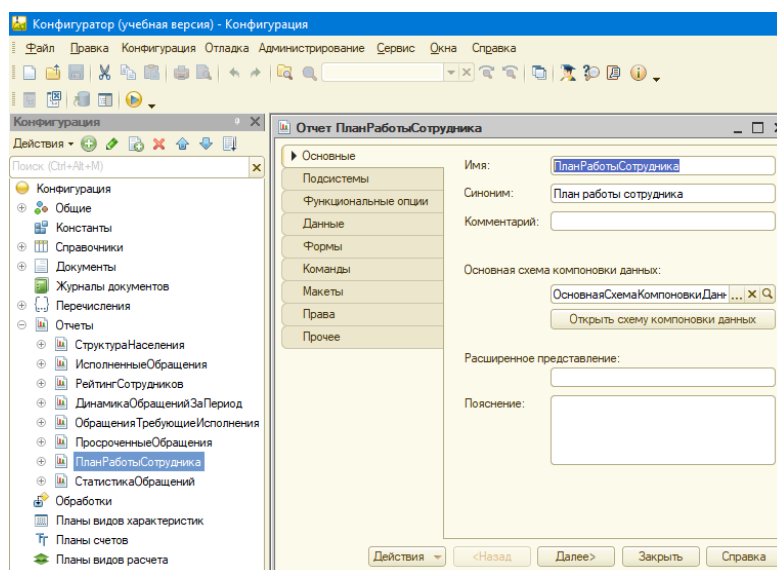 Конфигуратор (учебная версия) - Конфигурация
Файл Правка Конфигурация Отладка Администрирование Сервис Окна Справка
Конфигурация
Действия
Поиск (Ctrl+Alt+M)
Конфигурация
Общие
Константы
Справочники
Документы
Журналы документов
Перечисления
Отчеты
СтруктураНаселения
ИсполненныеОбращения
РейтингСотрудников
ДинамикаОбращенийЗаПериод
ОбращенияТребующиеИсполнения
ПросроченныеОбращения
ПланРаботыСотрудника
СтатистикаОбращений
Обработки
Планы видов характеристик
Планы счетов
Планы видов расчета
Отчет ПланРаботыСотрудника
Основные
Подсистемы
Функциональные опции
Данные
Формы
Команды
Макеты
Права
Прочее
Имя: ПланРаботыСотрудника
Синоним: План работы сотрудника
Комментарий:
Основная схема компоновки данных:
ОсновнаяСхемаКомпоновкиДанн ...
Открыть схему компоновки данных
Расширенное представление:
Пояснение:
Действия <Назад Далее> Закрыть Справка